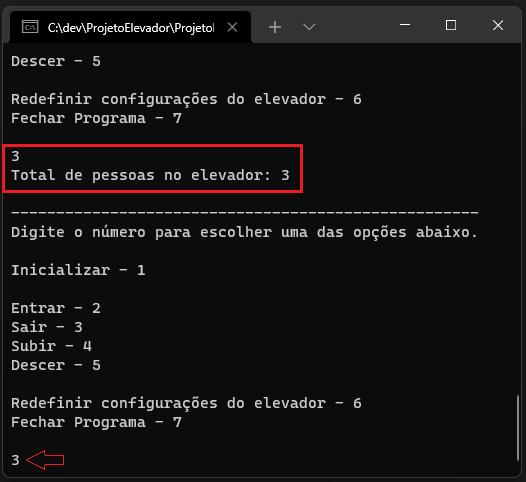 C:\dev\ProjetoElevador\Projetol
Descer - 5
Redefinir configurações do elevador - 6
Fechar Programa - 7
3
Total de pessoas no elevador: 3
----------------------------------------------------
Digite o número para escolher uma das opções abaixo.
Inicializar - 1
Entrar - 2
Sair - 3
Subir - 4
Descer - 5
Redefinir configurações do elevador - 6
Fechar Programa - 7
3